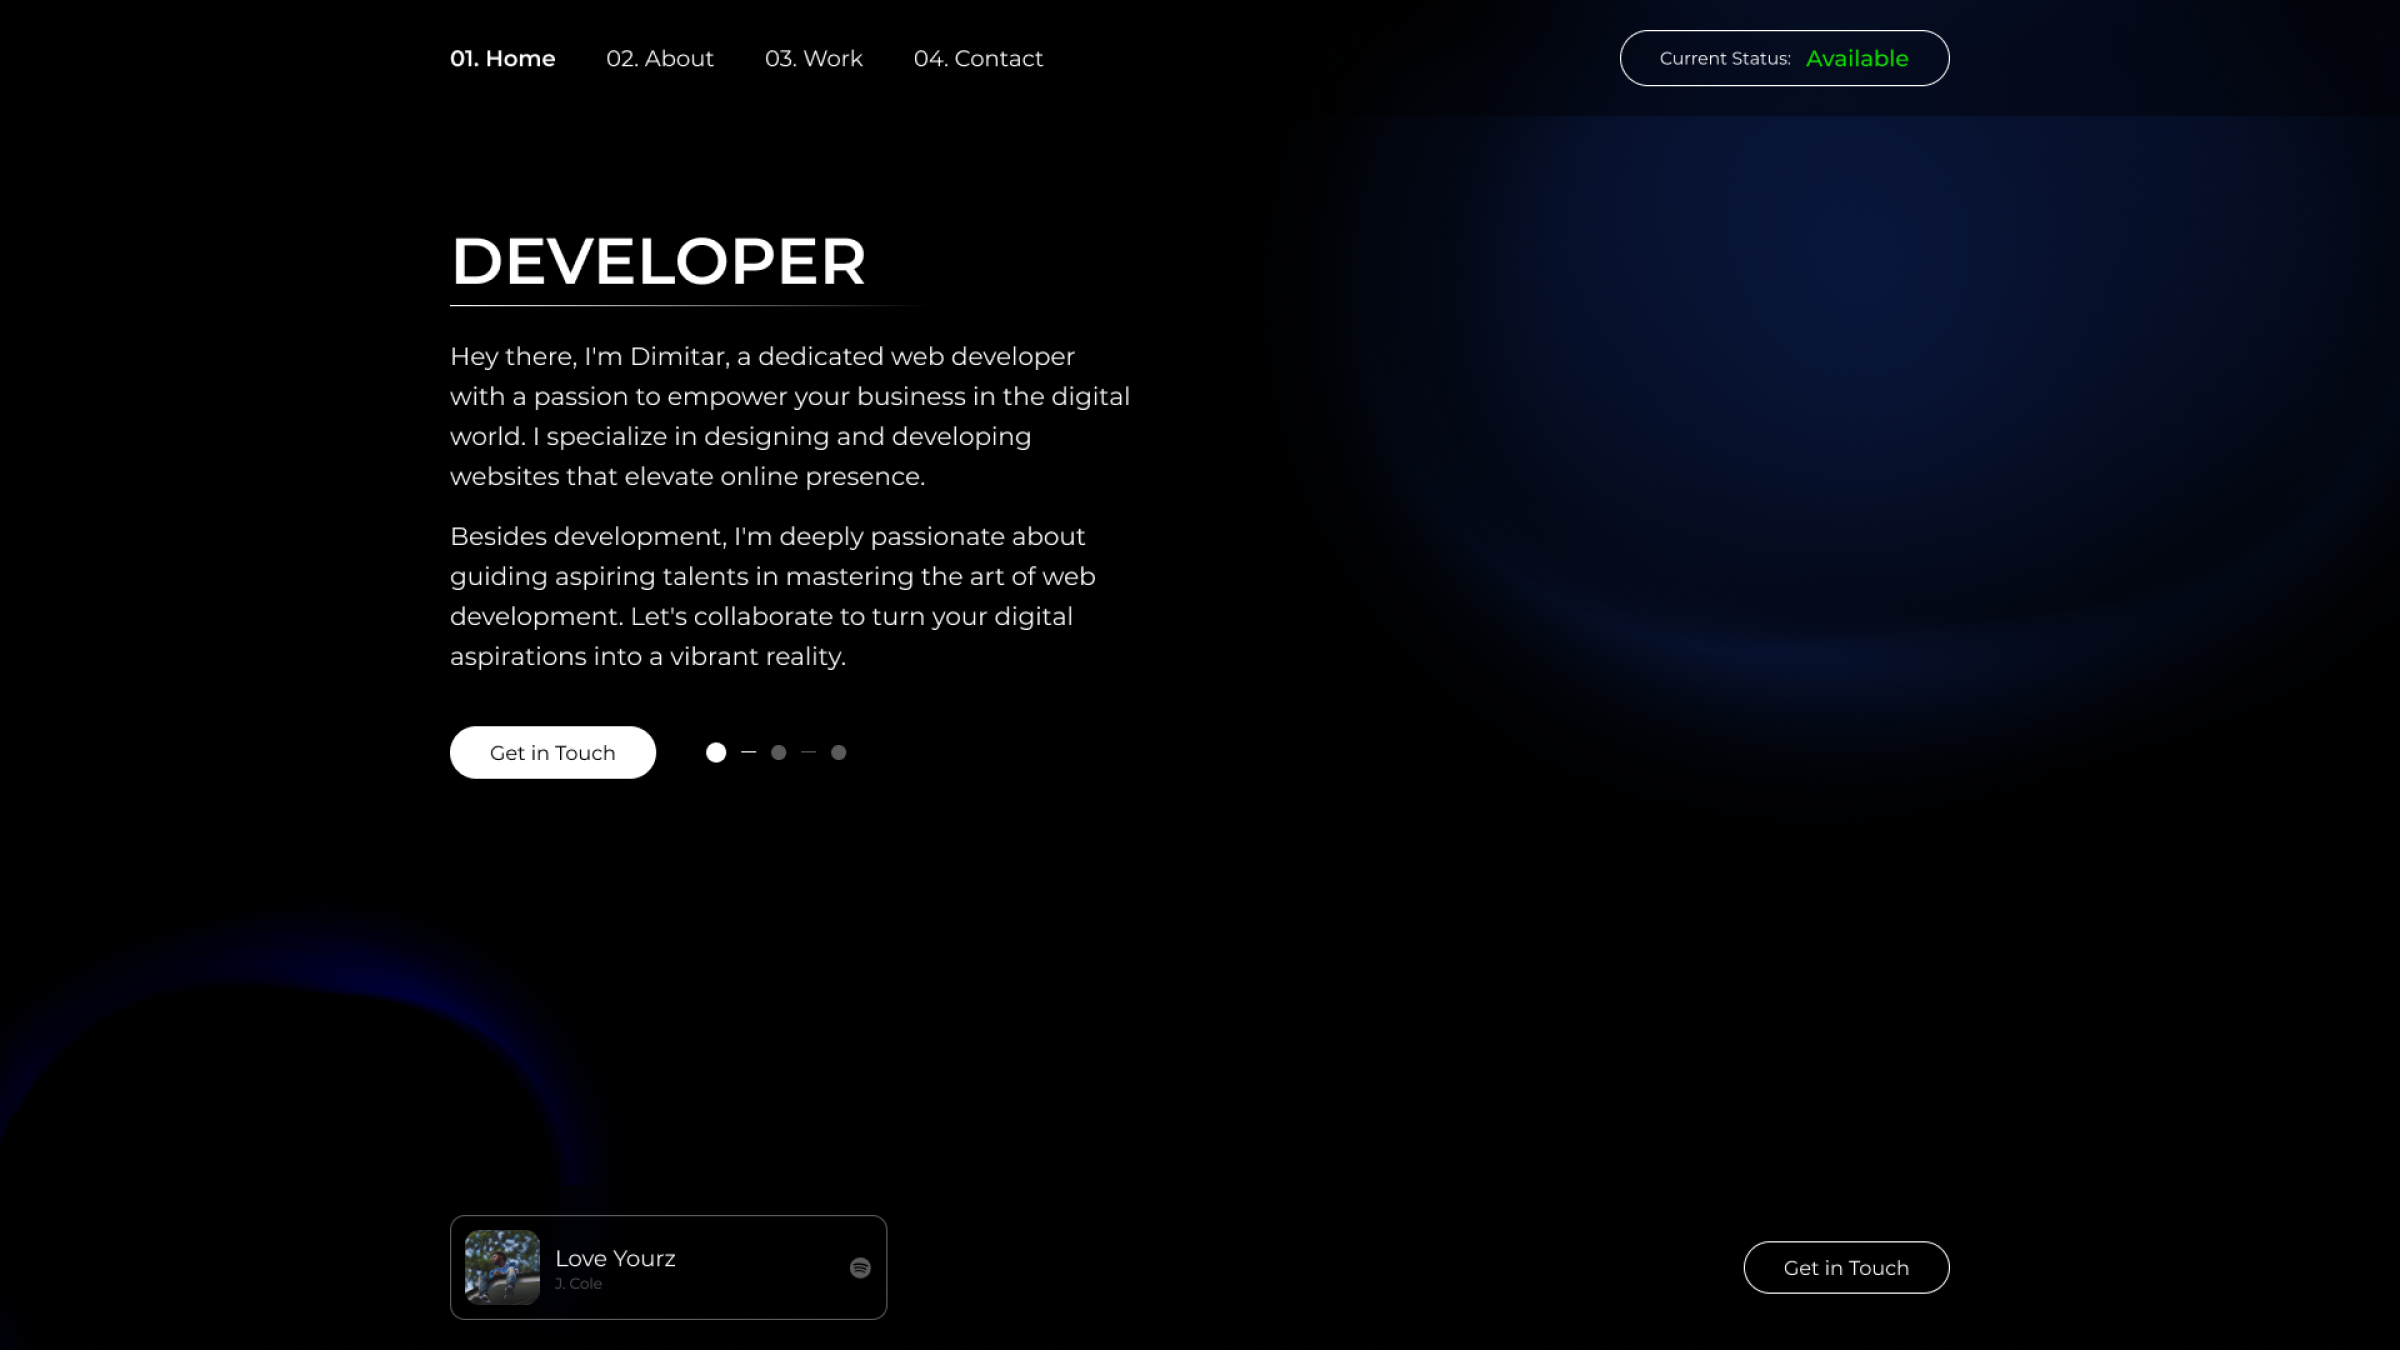 01. Home 02. About 03. Work 04. Contact Current Status: Available
DEVELOPER
Hey there, I'm Dimitar, a dedicated web developer
with a passion to empower your business in the digital
world. I specialize in designing and developing
websites that elevate online presence.
Besides development, I'm deeply passionate about
guiding aspiring talents in mastering the art of web
development. Let's collaborate to turn your digital
aspirations into a vibrant reality.
Get in Touch
Love Yourz
J. Cole
Get in Touch